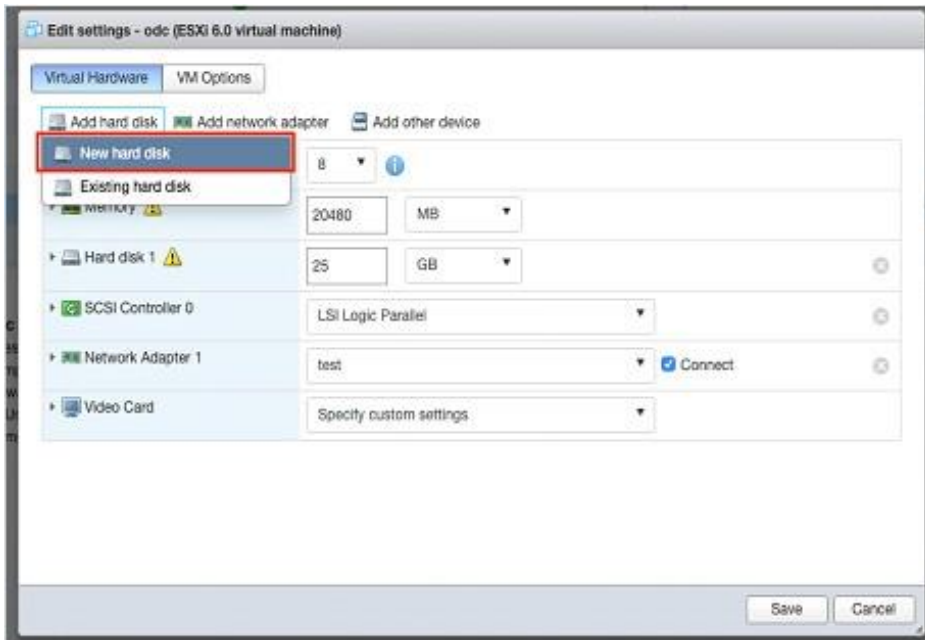 Edit settings - odc (ESXi 6.0 virtual machine)
Virtual Hardware VM Options
Add hard disk Add network adapter Add other device
New hard disk 8
Existing hard disk
Memory 20480 MB
Hard disk 1 25 GB
SCSI Controller 0 LSI Logic Parallel
Network Adapter 1 test Connect
Video Card Specify custom settings
Save Cancel